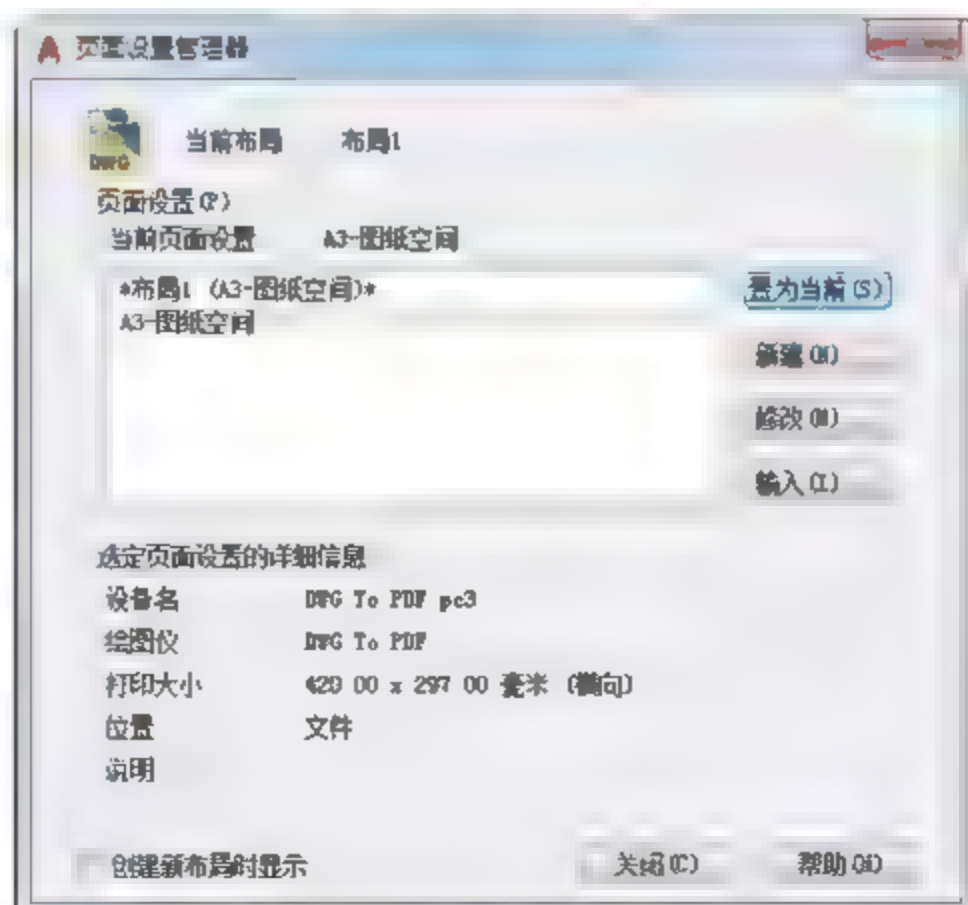 页面设置管理器
DWG
当前布局 布局1
页面设置(P)
当前页面设置 A3-图纸空间
*布局1 (A3-图纸空间)*
A3-图纸空间
置为当前(S)
新建(N)
修改(M)
输入(I)
选定页面设置的详细信息
设备名 DWG To PDF pc3
绘图仪 DWG To PDF
打印大小 420 00 x 297 00 毫米 (横向)
位置 文件
说明
创建新布局时显示
关闭(C) 帮助(H)